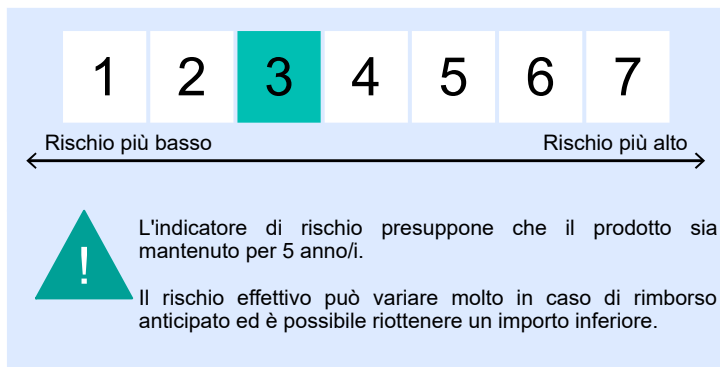 1 2 3 4 5 6 7
Rischio più basso Rischio più alto
L'indicatore di rischio presuppone che il prodotto sia
mantenuto per 5 anno/i.
!
Il rischio effettivo può variare molto in caso di rimborso
anticipato ed è possibile riottenere un importo inferiore.